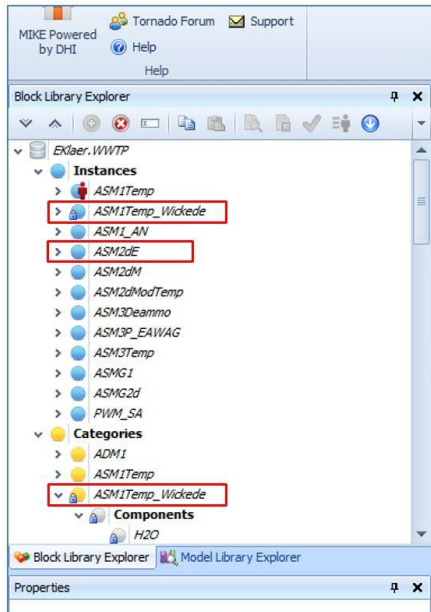 MIKE Powered
by DHI
Tornado Forum Support
Help
Help
Block Library Explorer
EKlaer.WWTP
Instances
ASM1Temp
ASM1Temp_Wickede
ASM1_AN
ASM2dE
ASM2dM
ASM2dModTemp
ASM3Deammo
ASM3P_EAWAG
ASM3Temp
ASMG1
ASMG2d
PWM_SA
Categories
ADM1
ASM1Temp
ASM1Temp_Wickede
Components
H2O
Block Library Explorer Model Library Explorer
Properties